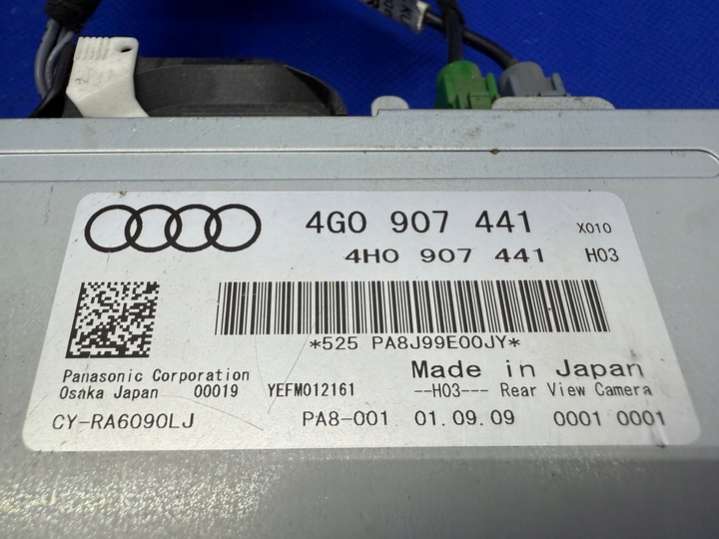 4G0 907 441 X010
4H0 907 441 H03
*525 PA8J99E00JY*
Panasonic Corporation Made in Japan
Osaka Japan 00019 YEFM012161 --H03--- Rear View Camera
CY-RA6090LJ PA8-001 01.09.09 0001 0001